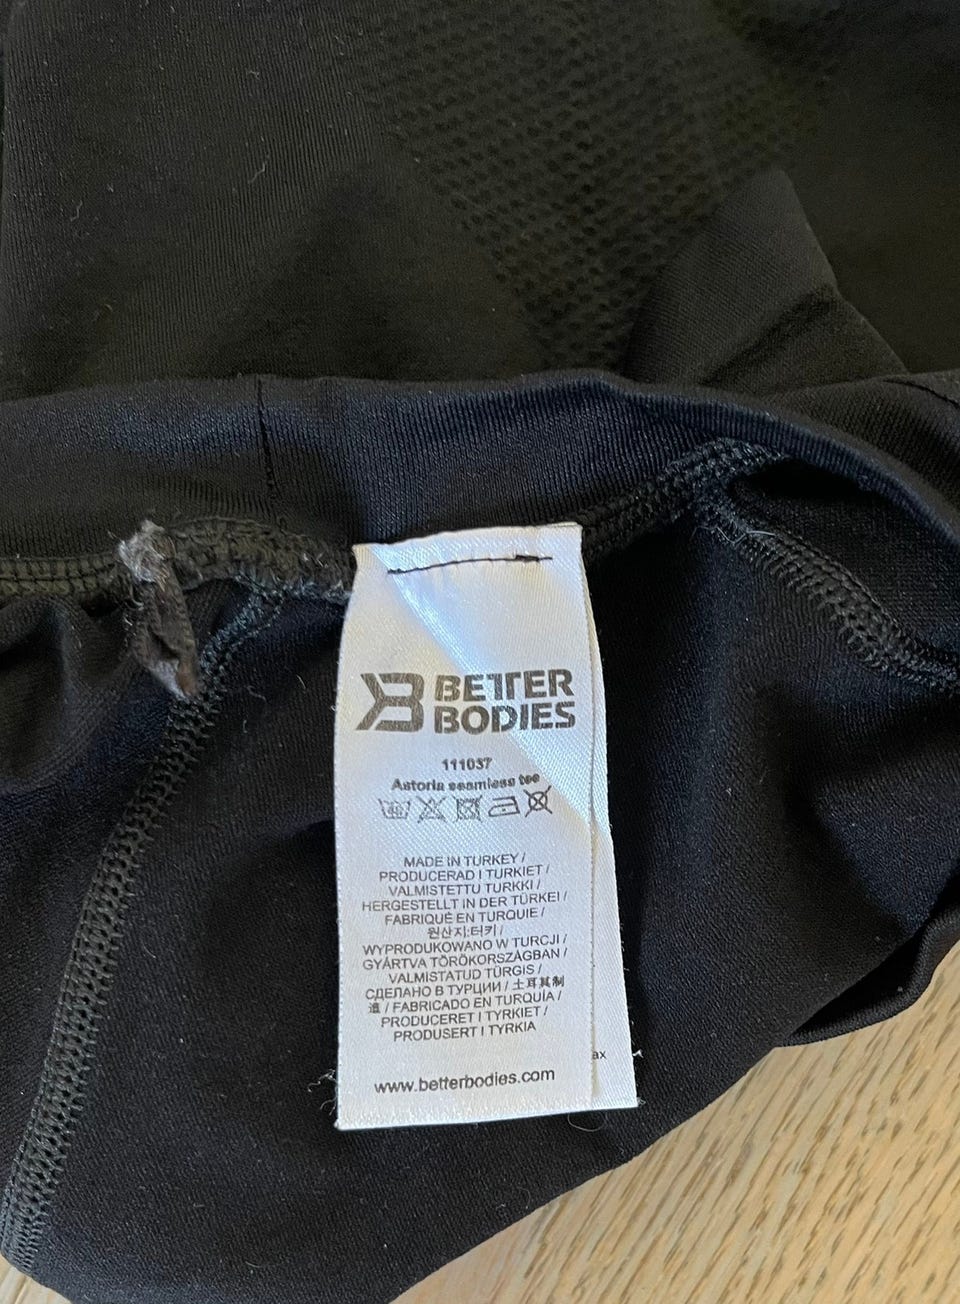 BETTER
BODIES
111037
Astoria seamless tee
MADE IN TURKEY /
PRODUCERAD I TURKIET /
VALMISTETTU TURKKI /
HERGESTELLT IN DER TÜRKEI /
FABRIQUÉ EN TURQUIE /
원산지:터키 /
WYPRODUKOWANO W TURCJI /
GYÁRTVA TÖRÖKORSZÁGBAN /
VALMISTATUD TÜRGIS /
СДЕЛАНО В ТУРЦИИ / 土耳其制
造 / FABRICADO EN TURQUÍA /
PRODUCERET I TYRKIET /
PRODUSERT I TYRKIA
ax
www.betterbodies.com